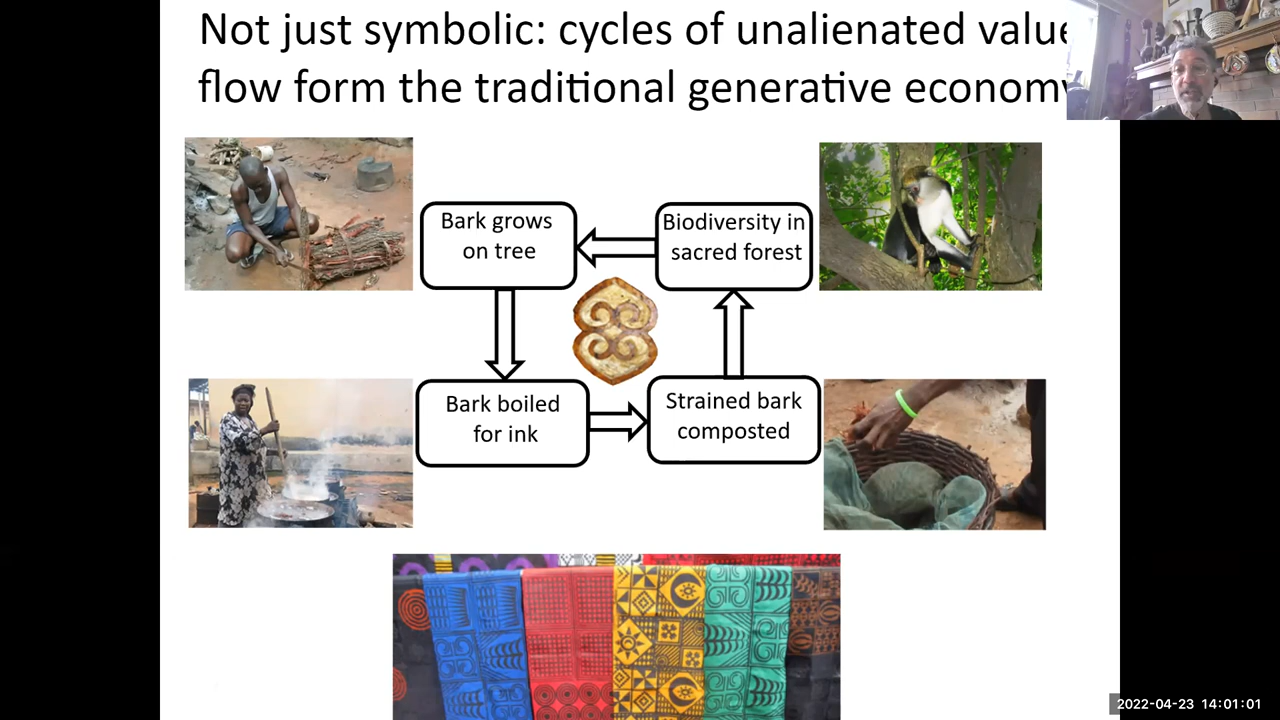 Not just symbolic: cycles of unalienated value
flow form the traditional generative economy
Bark grows
on tree
Biodiversity in
sacred forest
Bark boiled
for ink
Strained bark
composted
2022-04-23 14:01:01